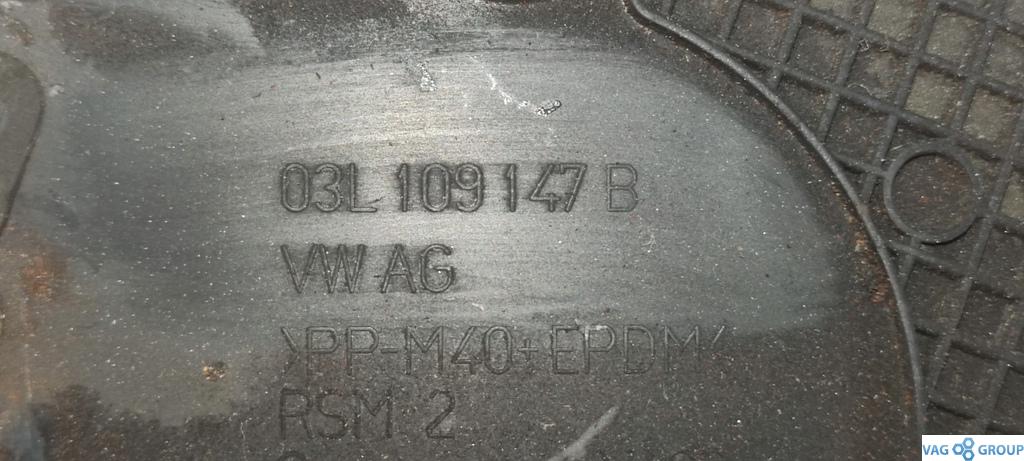 03L 109 147 B
VW AG
>PP-M40+EPDM<
RSM 2
VAG GROUP